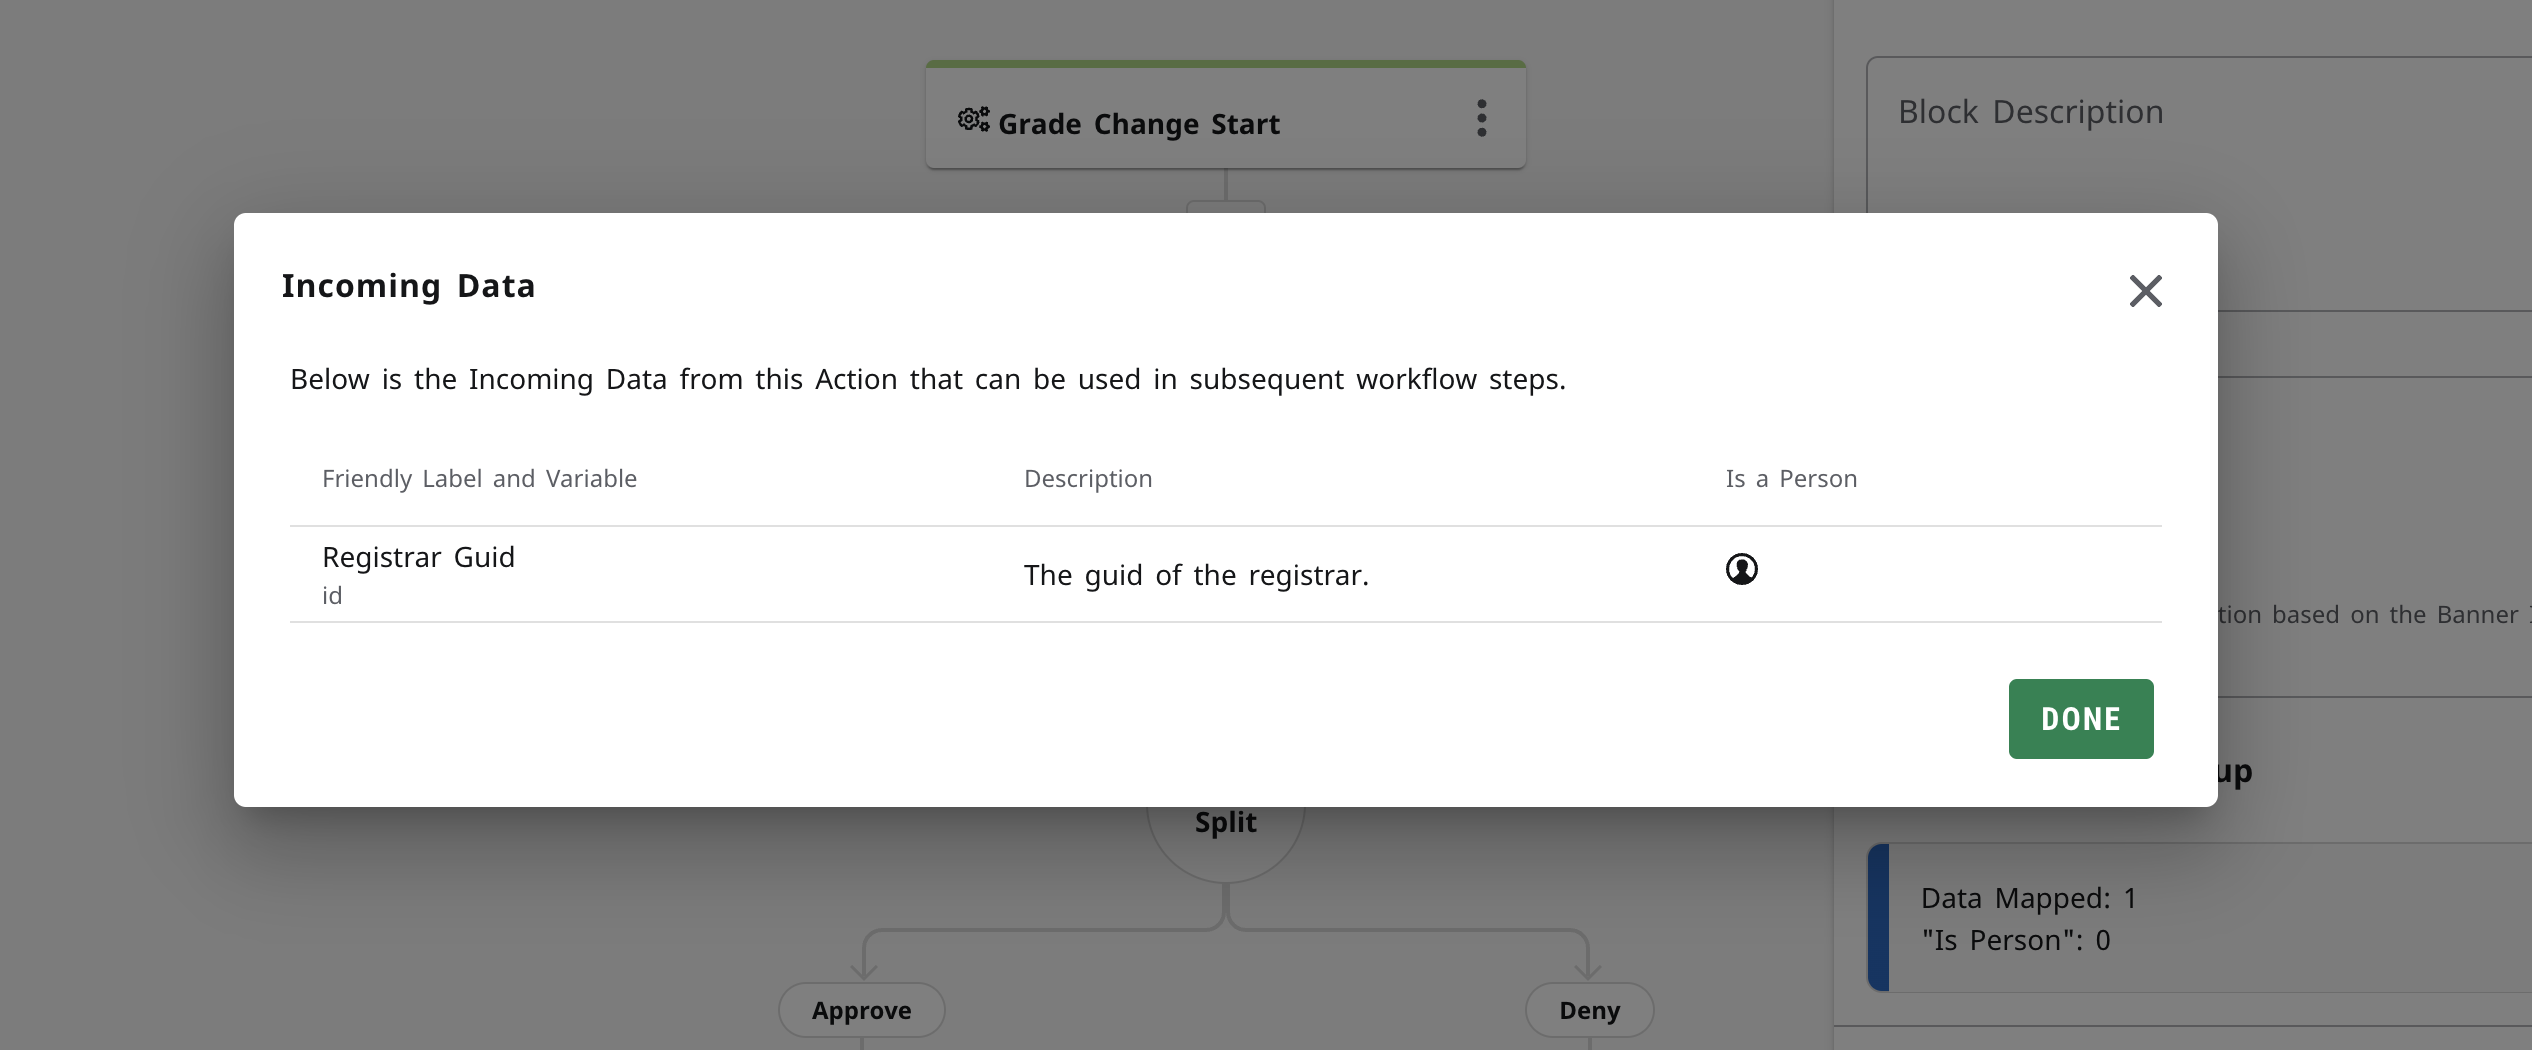 Grade Change Start
Block Description
Incoming Data
Below is the Incoming Data from this Action that can be used in subsequent workflow steps.
Friendly Label and Variable
Description
Is a Person
Registrar Guid
id
The guid of the registrar.
based on the Banner
DONE
Split
Data Mapped: 1
"Is Person": 0
Approve
Deny